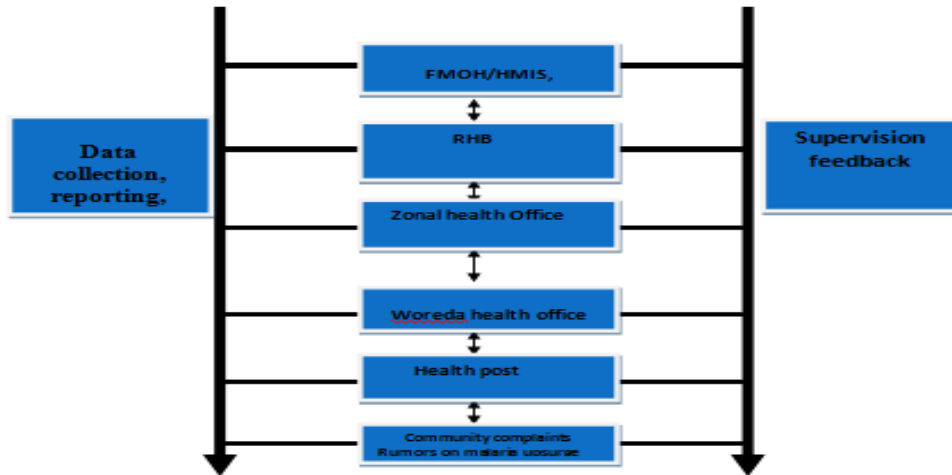 FMOH/HMIS,
RHB
Data
collection,
reporting,
Supervision
feedback
Zonal health Office
Woreda health office
Health post
Community complaints
Rumors on malaria upsurge